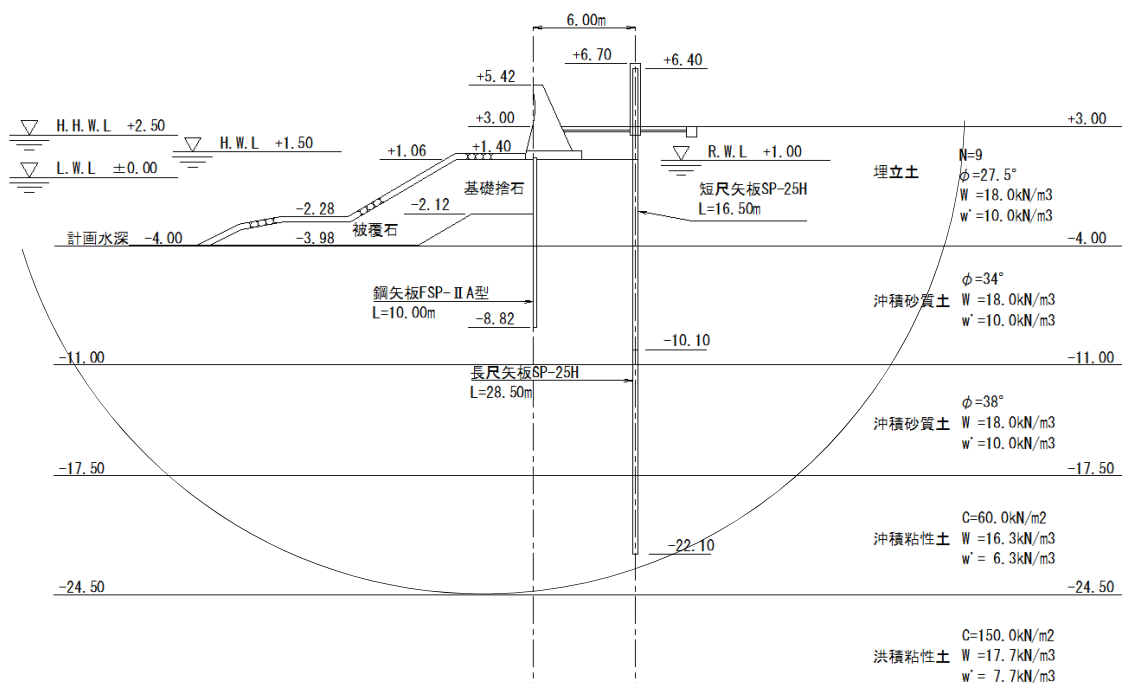 6.00m
+6.70
+6.40
+5.42
H.H.W.L +2.50
+3.00
+3.00
H.W.L +1.50
+1.06
+1.40
R.W.L +1.00
L.W.L ±0.00
埋立土
N=9
φ=27.5°
W =18.0kN/m3
w'=10.0kN/m3
基礎捨石
短尺矢板SP-25H
L=16.50m
-2.28
-2.12
被覆石
計画水深
-4.00
-3.98
-4.00
鋼矢板FSP-ⅡA型
L=10.00m
沖積砂質土
φ=34°
W =18.0kN/m3
w'=10.0kN/m3
-8.82
-10.10
-11.00
-11.00
長尺矢板SP-25H
L=28.50m
沖積砂質土
φ=38°
W =18.0kN/m3
w'=10.0kN/m3
-17.50
-17.50
沖積粘性土
C=60.0kN/m2
W =16.3kN/m3
w'= 6.3kN/m3
-22.10
-24.50
-24.50
洪積粘性土
C=150.0kN/m2
W =17.7kN/m3
w'= 7.7kN/m3